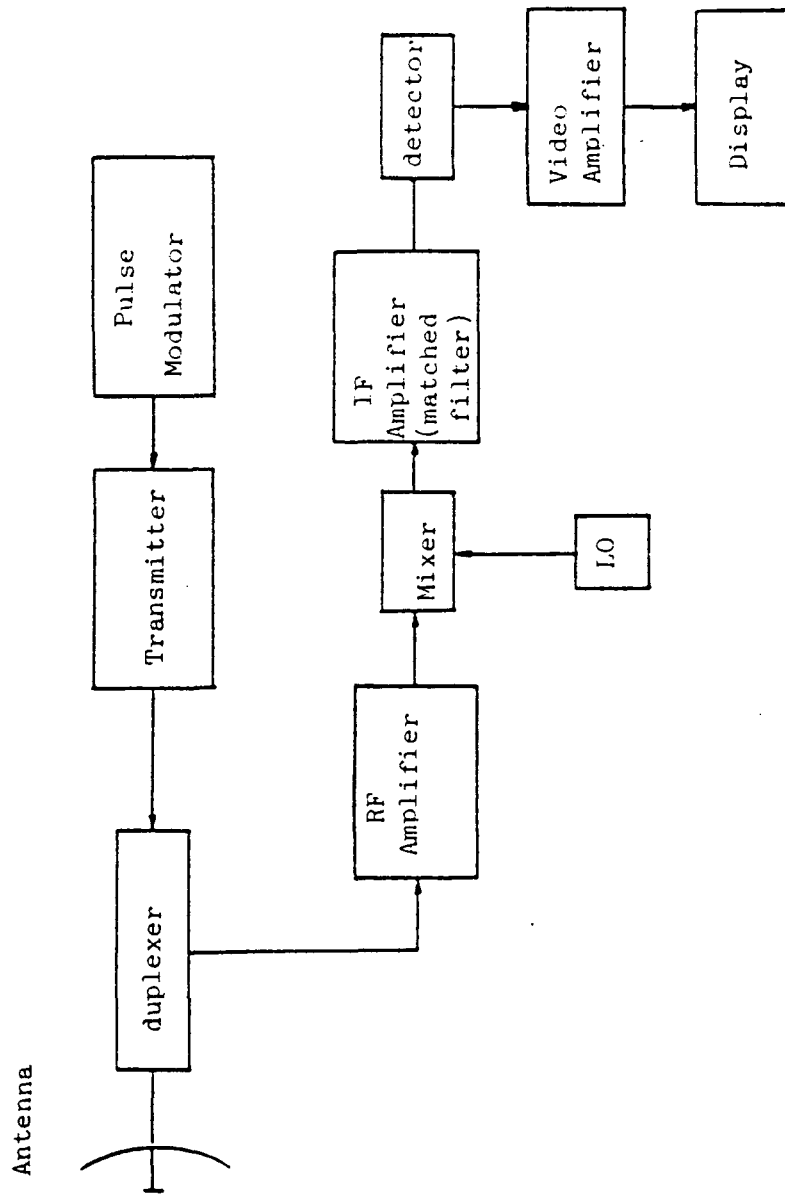 Antenna
duplexer
Transmitter
Pulse
Modulator
RF
Amplifier
Mixer
LO
IF
Amplifier
(matched
filter)
detector
Video
Amplifier
Display